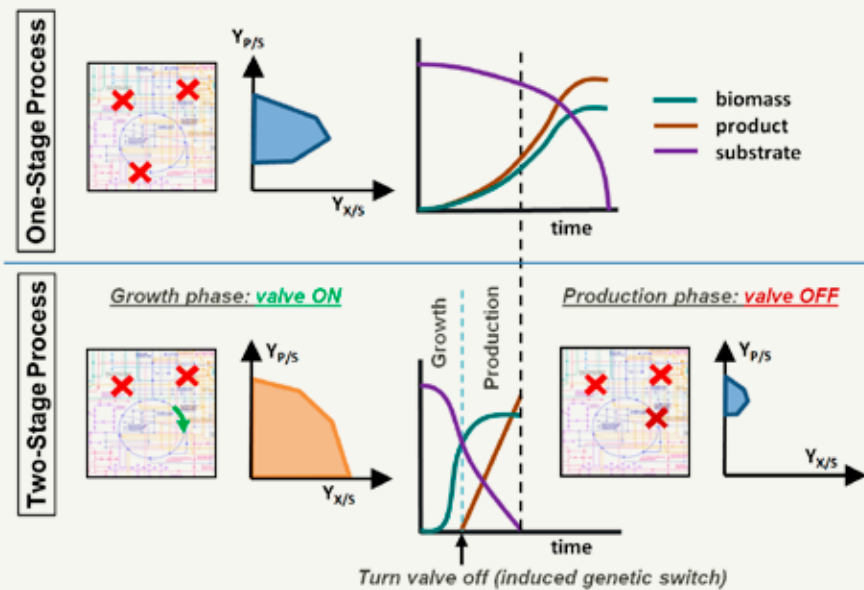 One-Stage Process
Y_P/S
Y_X/S
biomass
product
substrate
time
Two-Stage Process
Growth phase: valve ON
Y_P/S
Y_X/S
Growth
Production
time
Production phase: valve OFF
Y_P/S
Y_X/S
Turn valve off (induced genetic switch)